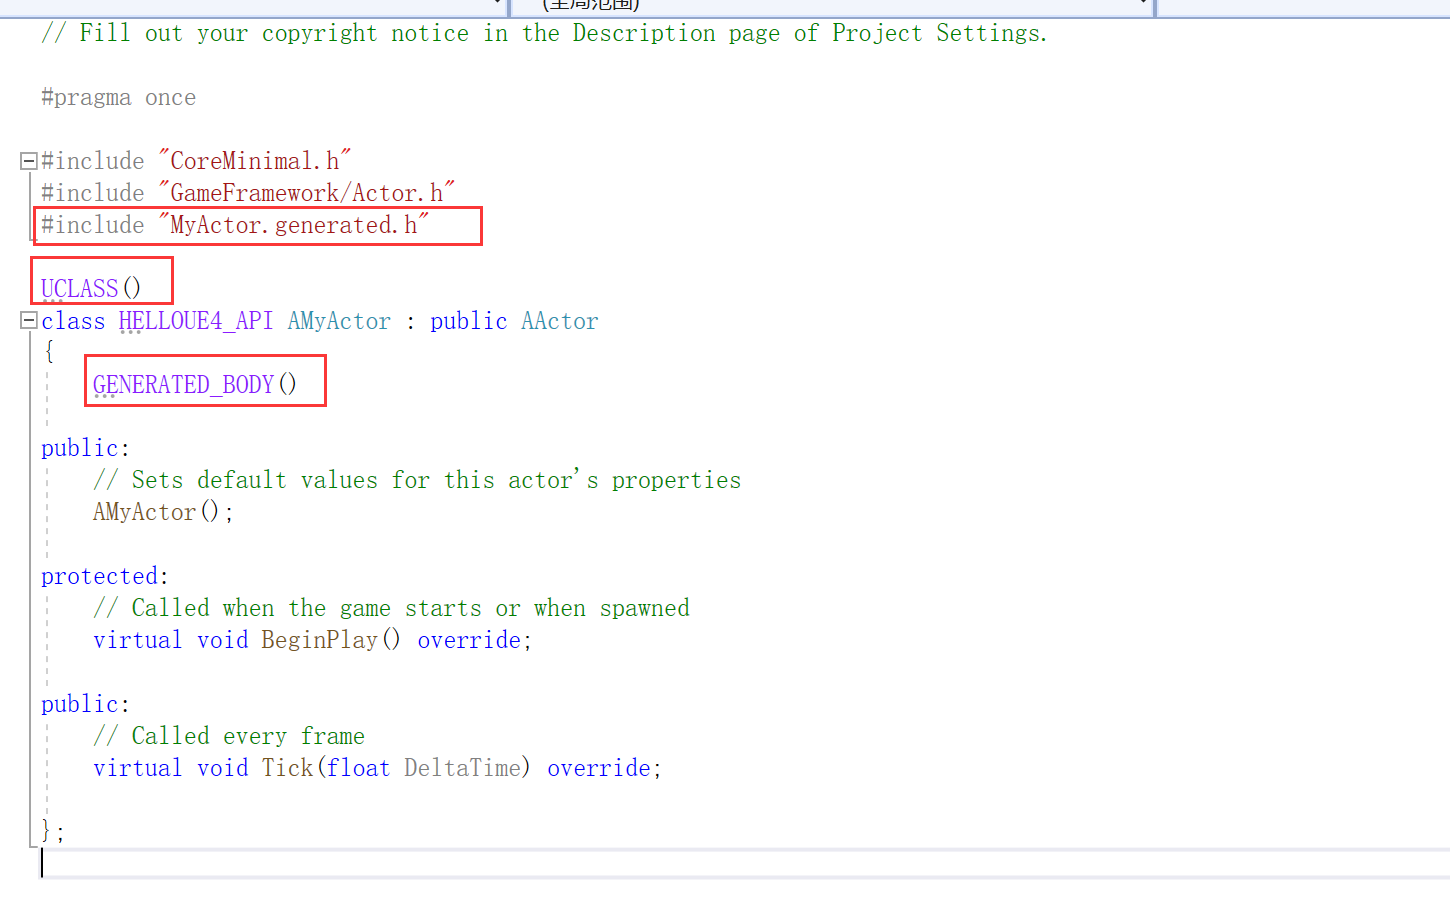 (全局范围)
// Fill out your copyright notice in the Description page of Project Settings.
#pragma once
#include "CoreMinimal.h"
#include "GameFramework/Actor.h"
#include "MyActor.generated.h"
UCLASS()
class HELLOUE4_API AMyActor : public AActor
{
GENERATED_BODY()
public:
// Sets default values for this actor's properties
AMyActor();
protected:
// Called when the game starts or when spawned
virtual void BeginPlay() override;
public:
// Called every frame
virtual void Tick(float DeltaTime) override;
};